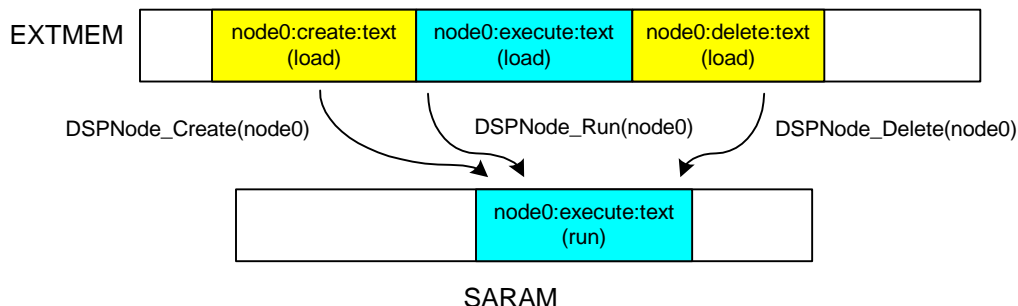 EXTMEM
node0:create:text
(load)
node0:execute:text
(load)
node0:delete:text
(load)
DSPNode_Create(node0)
DSPNode_Run(node0)
DSPNode_Delete(node0)
node0:execute:text
(run)
SARAM